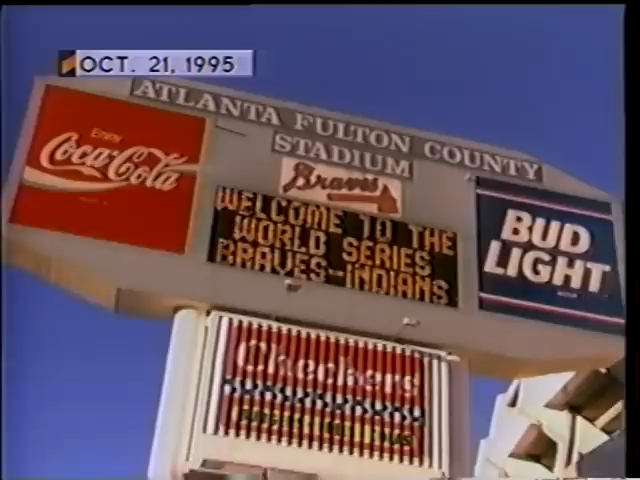 OCT. 21, 1995
ATLANTA FULTON COUNTY
STADIUM
Enjoy
Coca-Cola
Braves
WELCOME TO THE
WORLD SERIES
BRAVES-INDIANS
BUD
LIGHT
Checkers